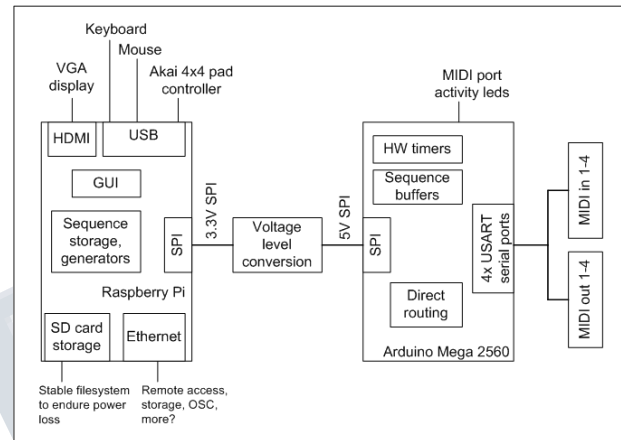 Keyboard
Mouse
VGA
display
Akai 4x4 pad
controller
MIDI port
activity leds
HDMI
USB
GUI
Sequence
storage,
generators
SPI
Raspberry Pi
SD card
storage
Ethernet
Stable filesystem
to endure power
loss
Remote access,
storage, OSC,
more?
3.3V SPI
Voltage
level
conversion
5V SPI
HW timers
Sequence
buffers
SPI
4x USART
serial ports
Direct
routing
Arduino Mega 2560
MIDI in 1-4
MIDI out 1-4